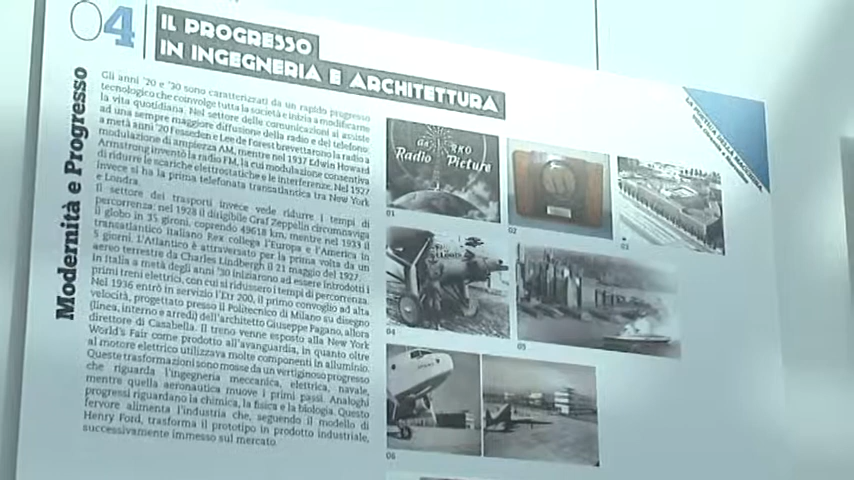 04
IL PROGRESSO
IN INGEGNERIA E ARCHITETTURA
Modernità e Progresso
Gli anni '20 e '30 sono caratterizzati da un rapido progresso
tecnologico che coinvolge tutta la società e inizia a modificarne
la vita quotidiana. Nel settore delle comunicazioni si assiste
ad una sempre maggiore diffusione della radio e del telefono
a metà anni '20 Fesseden e Lee de Forest brevettarono la radio a
modulazione di ampiezza AM, mentre nel 1937 Edwin Howard
Armstrong inventò la radio FM, la cui modulazione consentiva
di ridurre le scariche elettrostatiche e le interferenze. Nel 1927
invece si ha la prima telefonata transatlantica tra New York
e Londra.
Il settore dei trasporti invece vede ridurre i tempi di
percorrenza: nel 1928 il dirigibile Graf Zeppelin circumnaviga
il globo in 35 gironi, coprendo 49618 km, mentre nel 1933 il
transatlantico italiano Rex collega l'Europa e l'America in
5 giorni. L'Atlantico è attraversato per la prima volta da un
aereo terrestre da Charles Lindbergh il 21 maggio del 1927.
In italia a metà degli anni '30 iniziarono ad essere introdotti i
primi treni elettrici, con cui si ridussero i tempi di percorrenza.
Nel 1936 entrò in servizio l'Etr 200, il primo convoglio ad alta
velocità, progettato presso il Politecnico di Milano su disegno
(linea, interno e arredi) dell'architetto Giuseppe Pagano, allora
direttore di Casabella. Il treno venne esposto alla New York
World's Fair come prodotto all'avanguardia, in quanto oltre
al motore elettrico utilizzava molte componenti in alluminio.
Queste trasformazioni sono mosse da un vertiginoso progresso
che riguarda l'ingegneria meccanica, elettrica, navale,
mentre quella aeronautica muove i primi passi. Analoghi
progressi riguardano la chimica, la fisica e la biologia. Questo
fervore alimenta l'industria che, seguendo il modello di
Henry Ford, trasforma il prototipo in prodotto industriale,
successivamente immesso sul mercato.
RKO
Radio Picture
01
02
03
04
05
06
LA POETICA DELLA MACCHINA